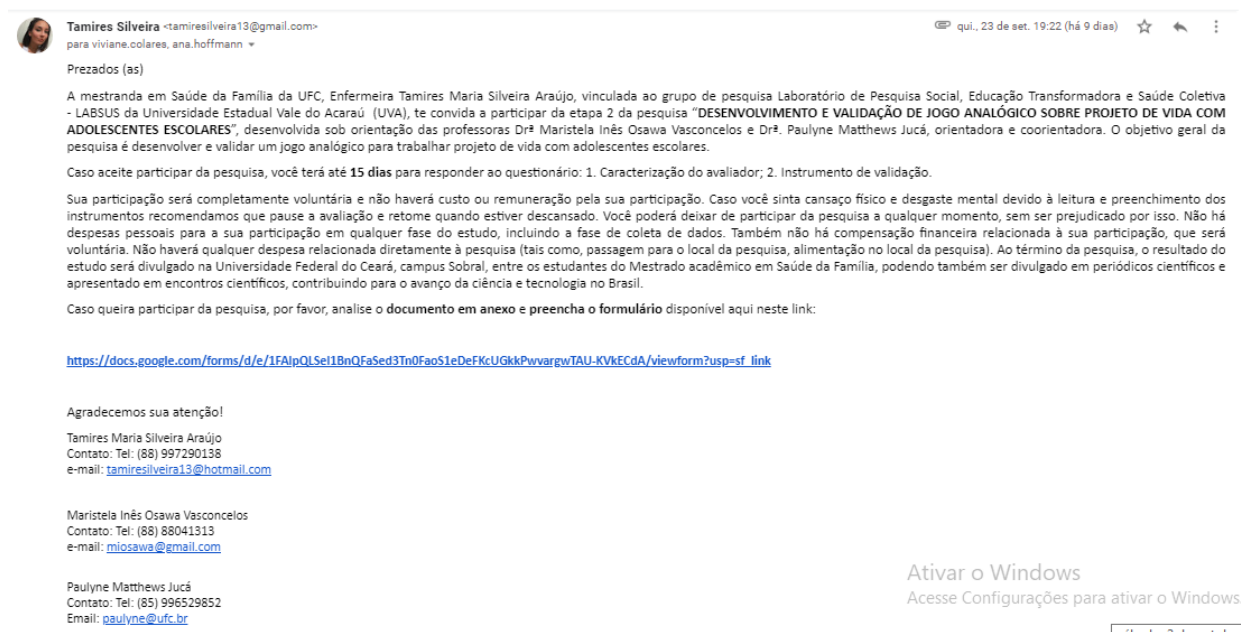 Tamires Silveira <tamiresilveira13@gmail.com>
qui., 23 de set. 19:22 (há 9 dias)
para viviane.colares, ana.hoffmann
Prezados (as)
A mestranda em Saúde da Família da UFC, Enfermeira Tamires Maria Silveira Araújo, vinculada ao grupo de pesquisa Laboratório de Pesquisa Social, Educação Transformadora e Saúde Coletiva
- LABSUS da Universidade Estadual Vale do Acaraú (UVA), te convida a participar da etapa 2 da pesquisa "DESENVOLVIMENTO E VALIDAÇÃO DE JOGO ANALÓGICO SOBRE PROJETO DE VIDA COM
ADOLESCENTES ESCOLARES", desenvolvida sob orientação das professoras Drª Maristela Inês Osawa Vasconcelos e Drª. Paulyne Matthews Jucá, orientadora e coorientadora. O objetivo geral da
pesquisa é desenvolver e validar um jogo analógico para trabalhar projeto de vida com adolescentes escolares.
Caso aceite participar da pesquisa, você terá até 15 dias para responder ao questionário: 1. Caracterização do avaliador; 2. Instrumento de validação.
Sua participação será completamente voluntária e não haverá custo ou remuneração pela sua participação. Caso você sinta cansaço físico e desgaste mental devido à leitura e preenchimento dos
instrumentos recomendamos que pause a avaliação e retome quando estiver descansado. Você poderá deixar de participar da pesquisa a qualquer momento, sem ser prejudicado por isso. Não há
despesas pessoais para a sua participação em qualquer fase do estudo, incluindo a fase de coleta de dados. Também não há compensação financeira relacionada à sua participação, que será
voluntária. Não haverá qualquer despesa relacionada diretamente à pesquisa (tais como, passagem para o local da pesquisa, alimentação no local da pesquisa). Ao término da pesquisa, o resultado do
estudo será divulgado na Universidade Federal do Ceará, campus Sobral, entre os estudantes do Mestrado acadêmico em Saúde da Família, podendo também ser divulgado em periódicos científicos e
apresentado em encontros científicos, contribuindo para o avanço da ciência e tecnologia no Brasil.
Caso queira participar da pesquisa, por favor, analise o documento em anexo e preencha o formulário disponível aqui neste link:
https://docs.google.com/forms/d/e/1FAIpQLSeI1BnQFaSed3Tn0FaoS1eDeFKcUGkkPwvargwTAU-KVkECdA/viewform?usp=sf_link
Agradecemos sua atenção!
Tamires Maria Silveira Araújo
Contato: Tel: (88) 997290138
e-mail: tamiresilveira13@hotmail.com
Maristela Inês Osawa Vasconcelos
Contato: Tel: (88) 88041313
e-mail: miosawa@gmail.com
Paulyne Matthews Jucá
Contato: Tel: (85) 996529852
Email: paulyne@ufc.br
Ativar o Windows
Acesse Configurações para ativar o Windows.